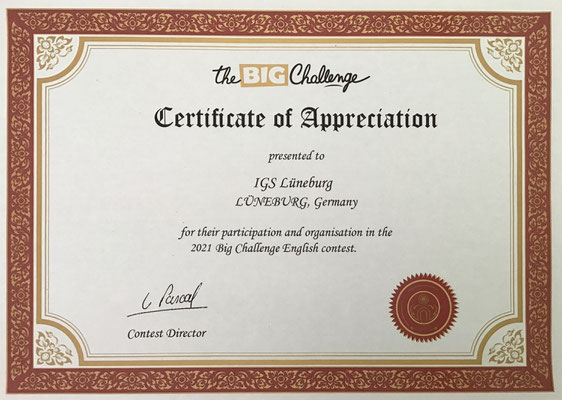 the BIG Challenge
Certificate of Appreciation
presented to
IGS Lüneburg
LÜNEBURG, Germany
for their participation and organisation in the
2021 Big Challenge English contest.
Contest Director